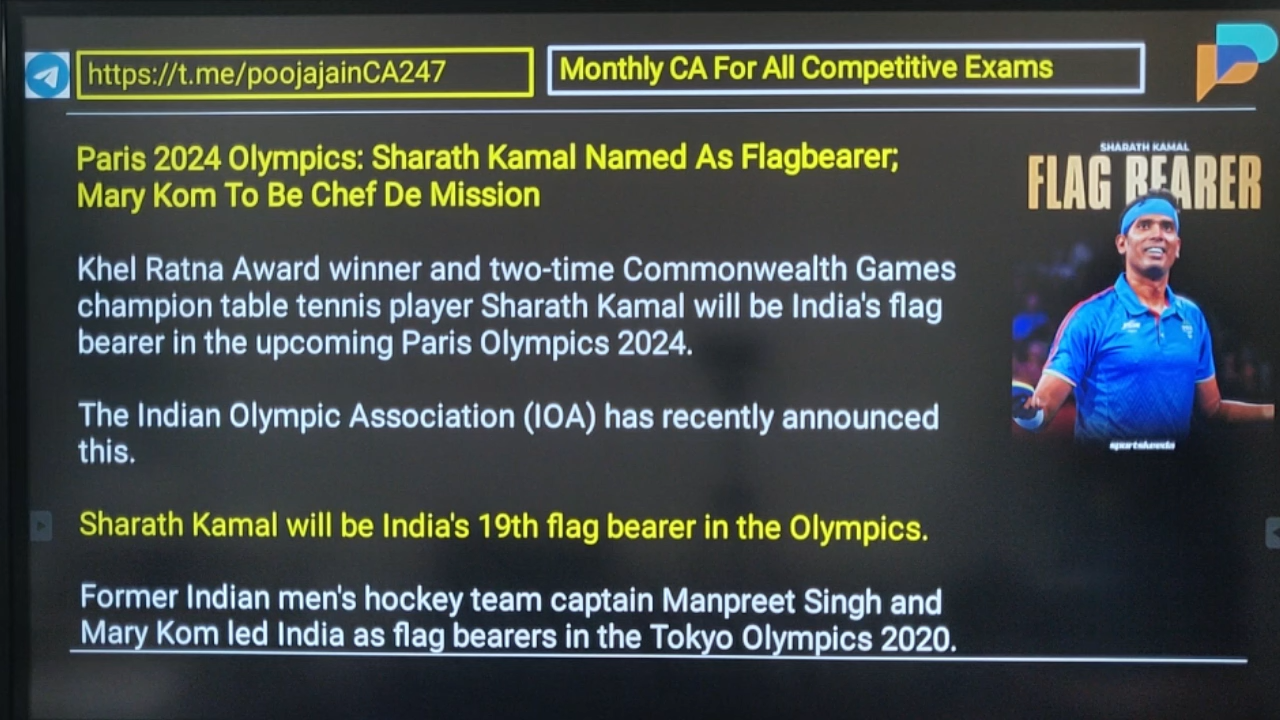 https://t.me/poojajainCA247
Monthly CA For All Competitive Exams
Paris 2024 Olympics: Sharath Kamal Named As Flagbearer;
Mary Kom To Be Chef De Mission
SHARATH KAMAL
FLAG BEARER
Khel Ratna Award winner and two-time Commonwealth Games
champion table tennis player Sharath Kamal will be India's flag
bearer in the upcoming Paris Olympics 2024.
The Indian Olympic Association (IOA) has recently announced
this.
Sharath Kamal will be India's 19th flag bearer in the Olympics.
Former Indian men's hockey team captain Manpreet Singh and
Mary Kom led India as flag bearers in the Tokyo Olympics 2020.